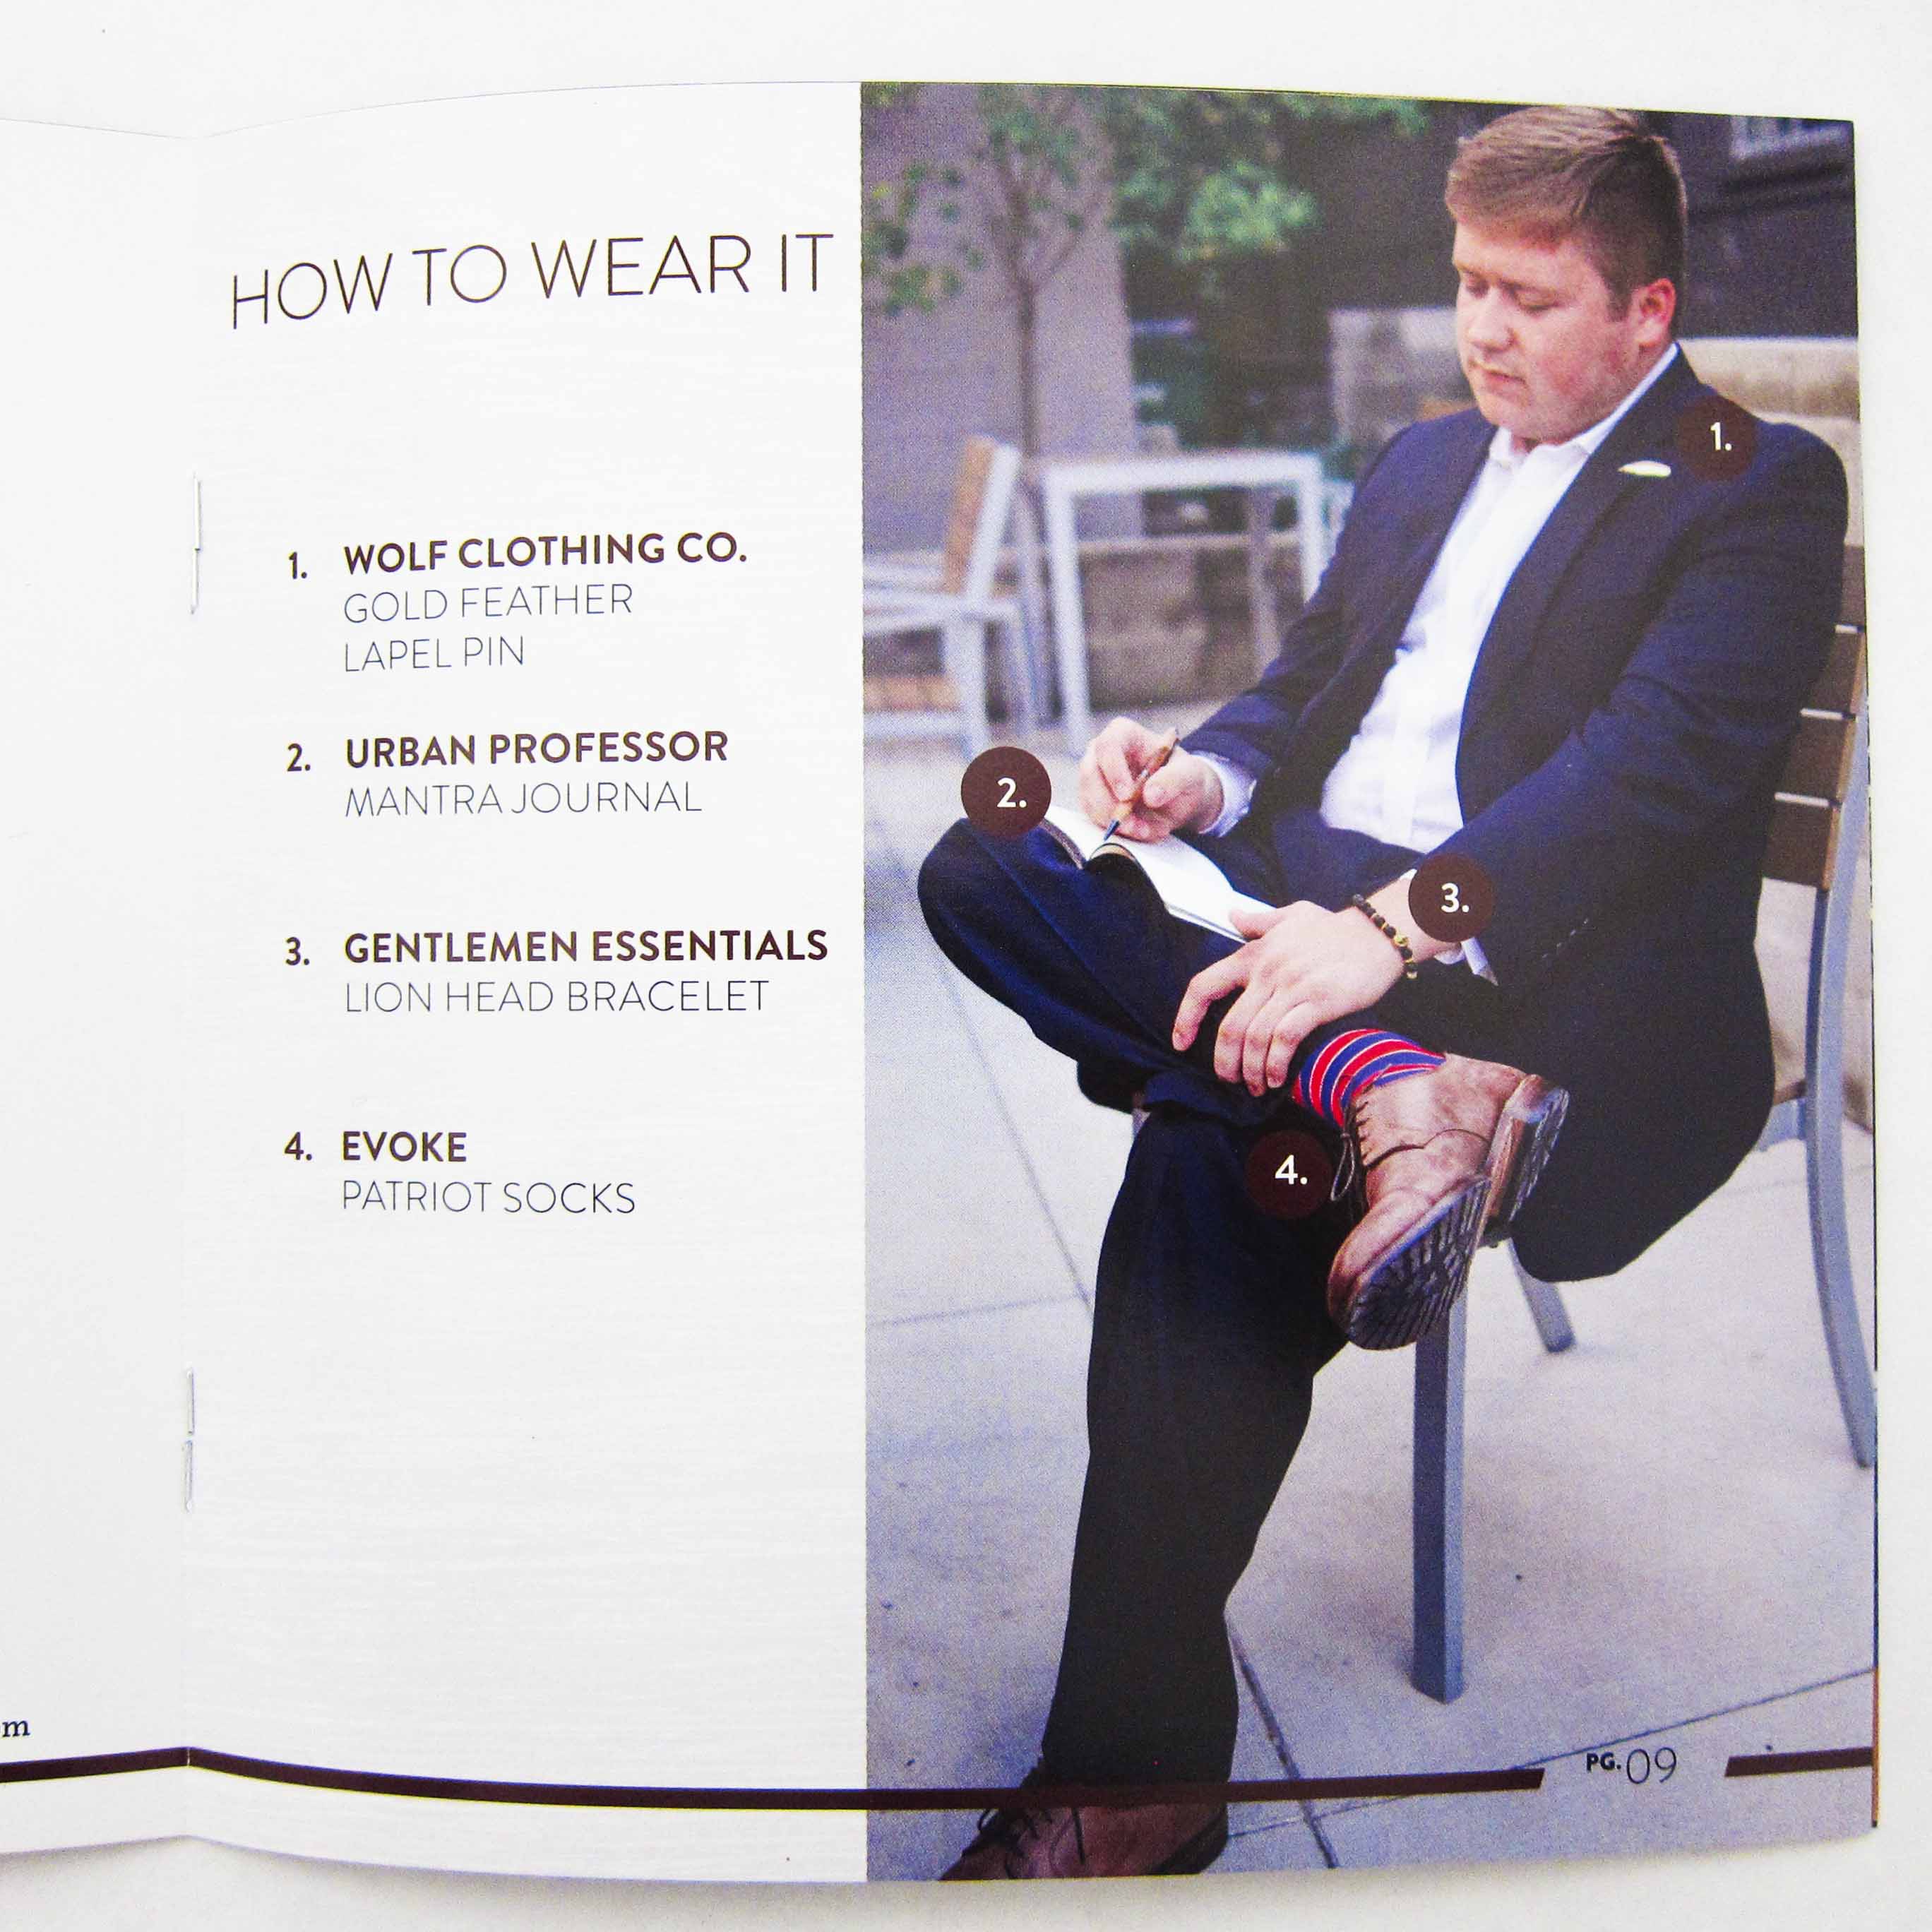 HOW TO WEAR IT
1. WOLF CLOTHING CO.
GOLD FEATHER
LAPEL PIN
2. URBAN PROFESSOR
MANTRA JOURNAL
3. GENTLEMEN ESSENTIALS
LION HEAD BRACELET
4. EVOKE
PATRIOT SOCKS
1.
2.
3.
4.
m
PG. 09